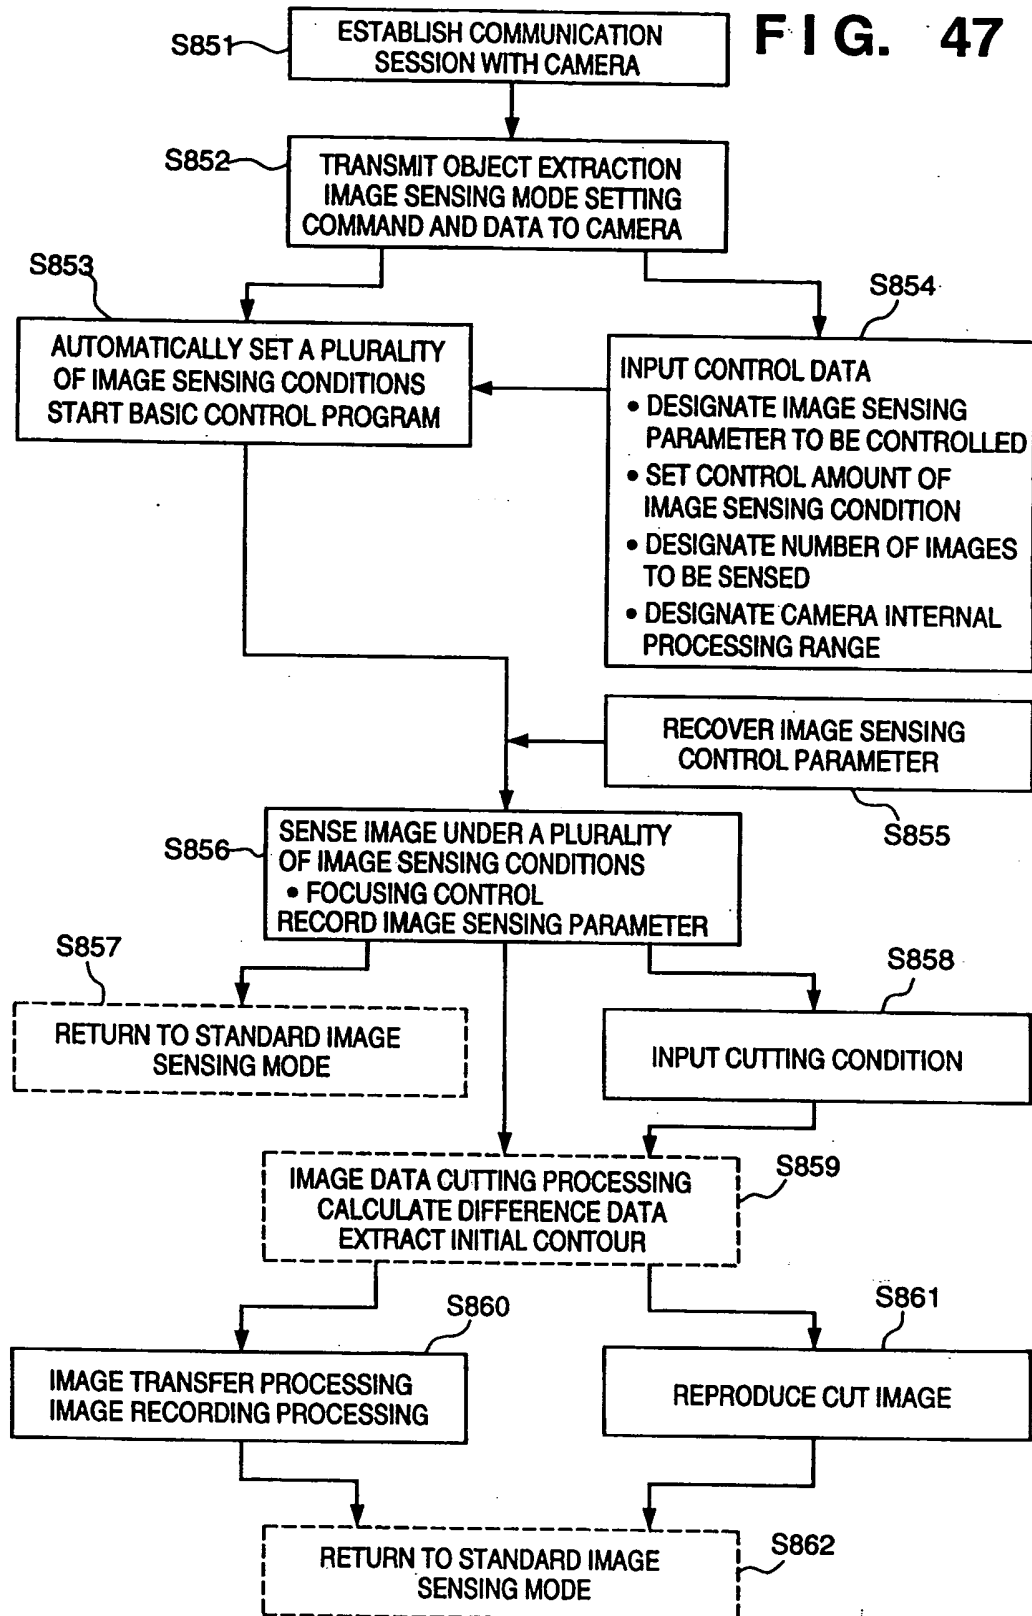 FIG. 47
S851
ESTABLISH COMMUNICATION
SESSION WITH CAMERA
S852
TRANSMIT OBJECT EXTRACTION
IMAGE SENSING MODE SETTING
COMMAND AND DATA TO CAMERA
S853
AUTOMATICALLY SET A PLURALITY
OF IMAGE SENSING CONDITIONS
START BASIC CONTROL PROGRAM
S854
INPUT CONTROL DATA
• DESIGNATE IMAGE SENSING
PARAMETER TO BE CONTROLLED
• SET CONTROL AMOUNT OF
IMAGE SENSING CONDITION
• DESIGNATE NUMBER OF IMAGES
TO BE SENSED
• DESIGNATE CAMERA INTERNAL
PROCESSING RANGE
RECOVER IMAGE SENSING
CONTROL PARAMETER
S855
S856
SENSE IMAGE UNDER A PLURALITY
OF IMAGE SENSING CONDITIONS
• FOCUSING CONTROL
RECORD IMAGE SENSING PARAMETER
S857
RETURN TO STANDARD IMAGE
SENSING MODE
S858
INPUT CUTTING CONDITION
S859
IMAGE DATA CUTTING PROCESSING
CALCULATE DIFFERENCE DATA
EXTRACT INITIAL CONTOUR
S860
IMAGE TRANSFER PROCESSING
IMAGE RECORDING PROCESSING
S861
REPRODUCE CUT IMAGE
S862
RETURN TO STANDARD IMAGE
SENSING MODE